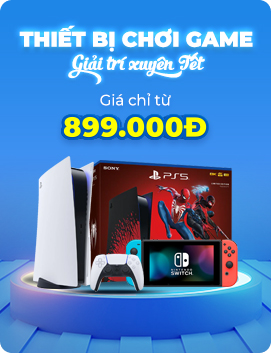 THIẾT BỊ CHƠI GAME
Giải trí xuyên Tết
Giá chỉ từ
899.000Đ
SONY
PS5
NINTENDO
SWITCH